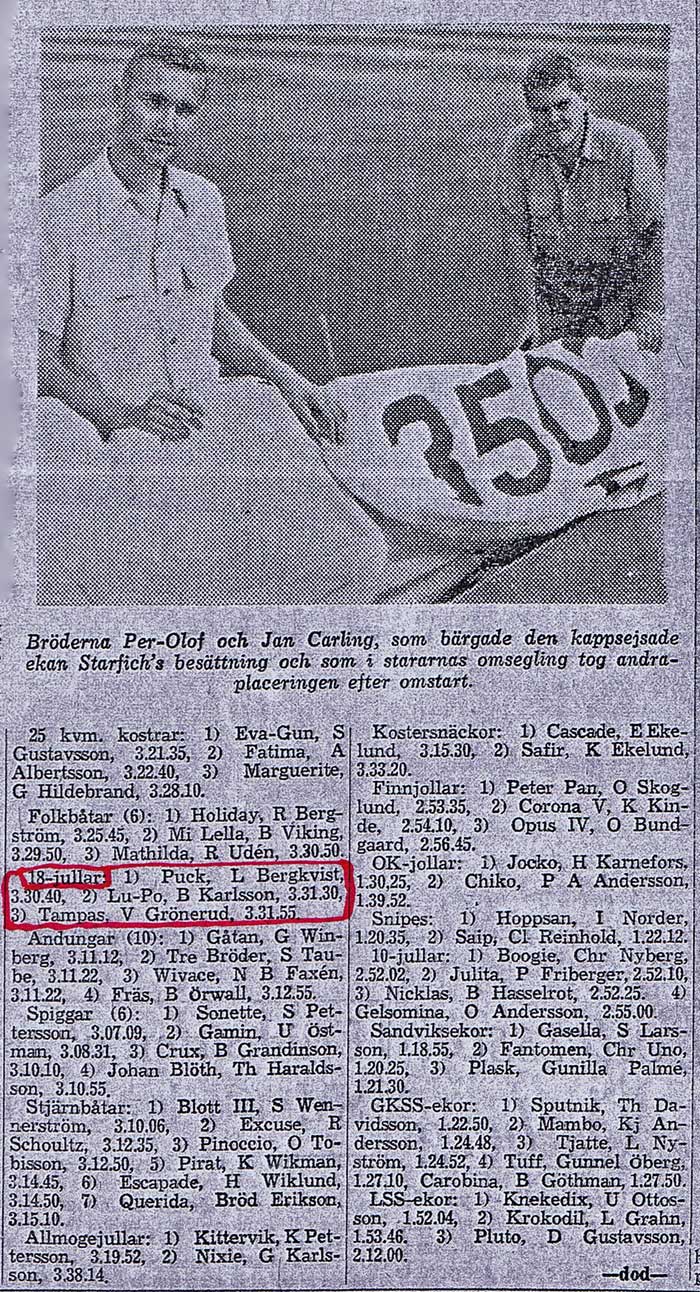 3505
Bröderna Per-Olof och Jan Carling, som bärgade den kappsejsade
ekan Starfich's besättning och som i stararnas omsegling tog andra-
placeringen efter omstart.
25 kvm. kostrar: 1) Eva-Gun, S
Gustavsson, 3.21.35, 2) Fatima, A
Albertsson, 3.22.40, 3) Marguerite,
G Hildebrand, 3.28.10.
Folkbåtar (6): 1) Holiday, R Berg-
ström, 3.25.45, 2) Mi Lella, B Viking,
3.29.50, 3) Mathilda, R Udén, 3.30.50.
18-jullar: 1) Puck, L Bergkvist,
3.30.40, 2) Lu-Po, B Karlsson, 3.31.30,
3) Tampas, V Grönerud, 3.31.55.
Andungar (10): 1) Gåtan, G Win-
berg, 3.11.12, 2) Tre Bröder, S Tau-
be, 3.11.22, 3) Wivace, N B Faxén,
3.11.22, 4) Fräs, B örwall, 3.12.55.
Spiggar (6): 1) Sonette, S Pet-
tersson, 3.07.09, 2) Gamin, U öst-
man, 3.08.31, 3) Crux, B Grandinson,
3.10.10, 4) Johan Blöth, Th Haralds-
son, 3.10.55.
Stjärnbåtar: 1) Blott III, S Wen-
nerström, 3.10.06, 2) Excuse, R
Schoultz, 3.12.35, 3) Pinoccio, O To-
bisson, 3.12.50, 5) Pirat, K Wikman,
3.14.45, 6) Escapade, H Wiklund,
3.14.50, 7) Querida, Bröd Erikson,
3.15.10.
Allmogejullar: 1) Kittervik, K Pet-
tersson, 3.19.52, 2) Nixie, G Karls-
son, 3.38.14.
Kostersnäckor: 1) Cascade, E Eke-
lund, 3.15.30, 2) Safir, K Ekelund,
3.33.20.
Finnjollar: 1) Peter Pan, O Skog-
lund, 2.53.35, 2) Corona V, K Kin-
de, 2.54.10, 3) Opus IV, O Bund-
gaard, 2.56.45.
OK-jollar: 1) Jocko, H Karnefors.
1.30,25, 2) Chiko, P A Andersson,
1.39.52.
Snipes: 1) Hoppsan, I Norder,
1.20.35, 2) Saip, Cl Reinhold, 1.22.12.
10-jullar: 1) Boogie, Chr Nyberg,
2.52.02, 2) Julita, P Friberger, 2.52.10,
3) Nicklas, B Hasselrot, 2.52.25. 4)
Gelsomina, O Andersson, 2.55.00.
Sandviksekor: 1) Gasella, S Lars-
son, 1.18.55, 2) Fantomen, Chr Uno,
1.20.25, 3) Plask, Gunilla Palmé,
1.21.30.
GKSS-ekor: 1) Sputnik, Th Da-
vidsson, 1.22.50, 2) Mambo, Kj An-
dersson, 1.24.48, 3) Tjatte, L Ny-
ström, 1.24.52, 4) Tuff, Gunnel öberg,
1.27.10, Carobina, B Göthman, 1.27.50.
LSS-ekor: 1) Knekedix, U Ottos-
son, 1.52.04, 2) Krokodil, L Grahn,
1.53.46. 3) Pluto, D Gustavsson,
2.12.00.
—dod—